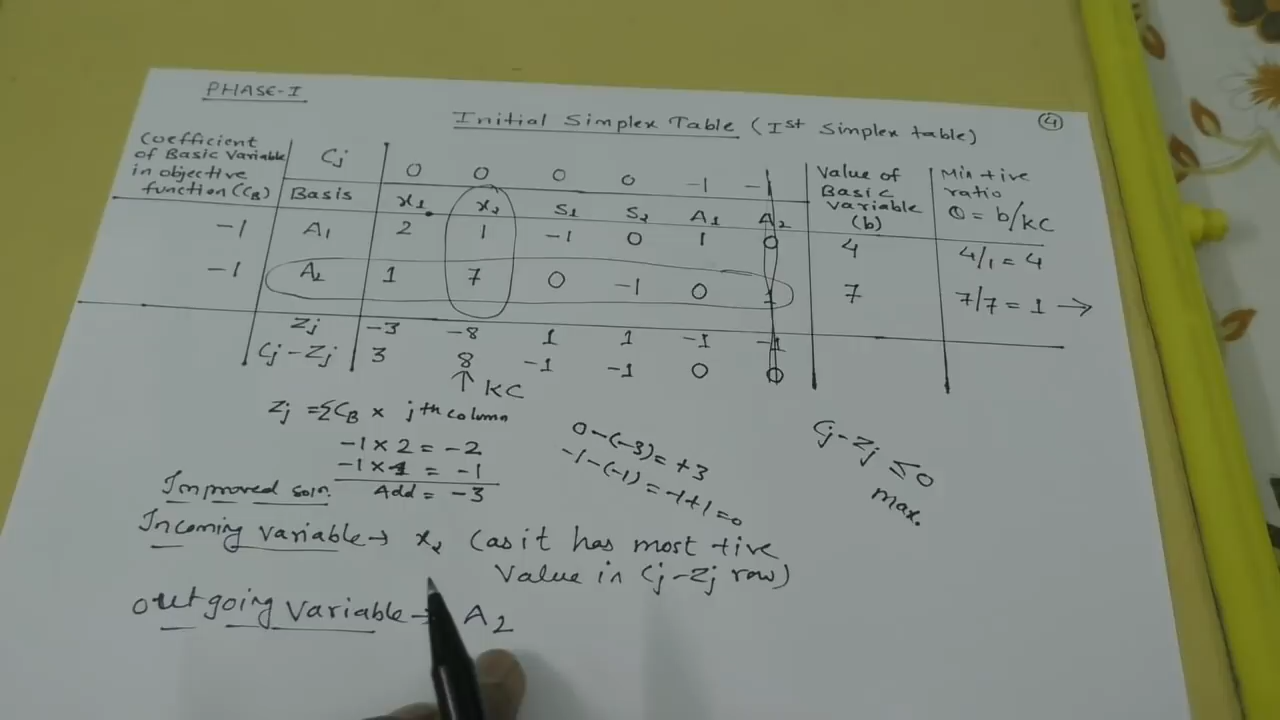 PHASE-I
Initial Simplex Table (Ist Simplex table)
4
Coefficient of Basic Variable in objective function (CB) Cj 0 0 0 0 -1 -1 Value of Basic Variable (b) Min +ive ratio θ = b/KC
Basis x1 x2 S1 S2 A1 A2
-1 A1 2 1 -1 0 1 0 4 4/1 = 4
-1 A2 1 7 0 -1 0 1 7 7/7 = 1 →
Zj -3 -8 1 1 -1 -1
Cj-Zj 3 8 -1 -1 0 0
↑ KC
Zj = ΣCB × jth column
-1 × 2 = -2
-1 × 1 = -1
Add = -3
0-(-3) = +3
-1-(-1) = -1+1 = 0
Cj-Zj ≤ 0
max.
Improved soln.
Incoming Variable → x2 (as it has most +ive
Value in Cj-Zj row)
outgoing Variable → A2